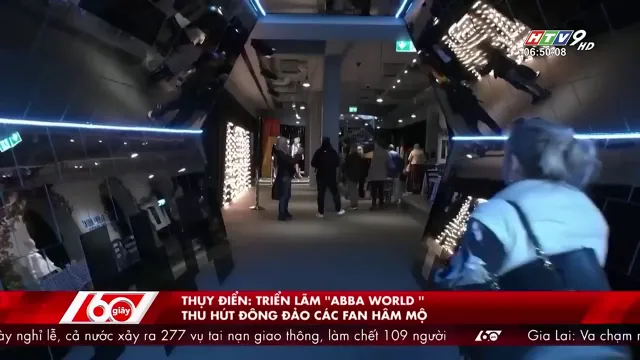 HTV9 HD
06:50:08
60 giây
THỤY ĐIỂN: TRIỂN LÃM "ABBA WORLD "
THU HÚT ĐÔNG ĐẢO CÁC FAN HÂM MỘ
ày nghỉ lễ, cả nước xảy ra 277 vụ tai nạn giao thông, làm chết 109 người 60 Gia Lai: Va chạm